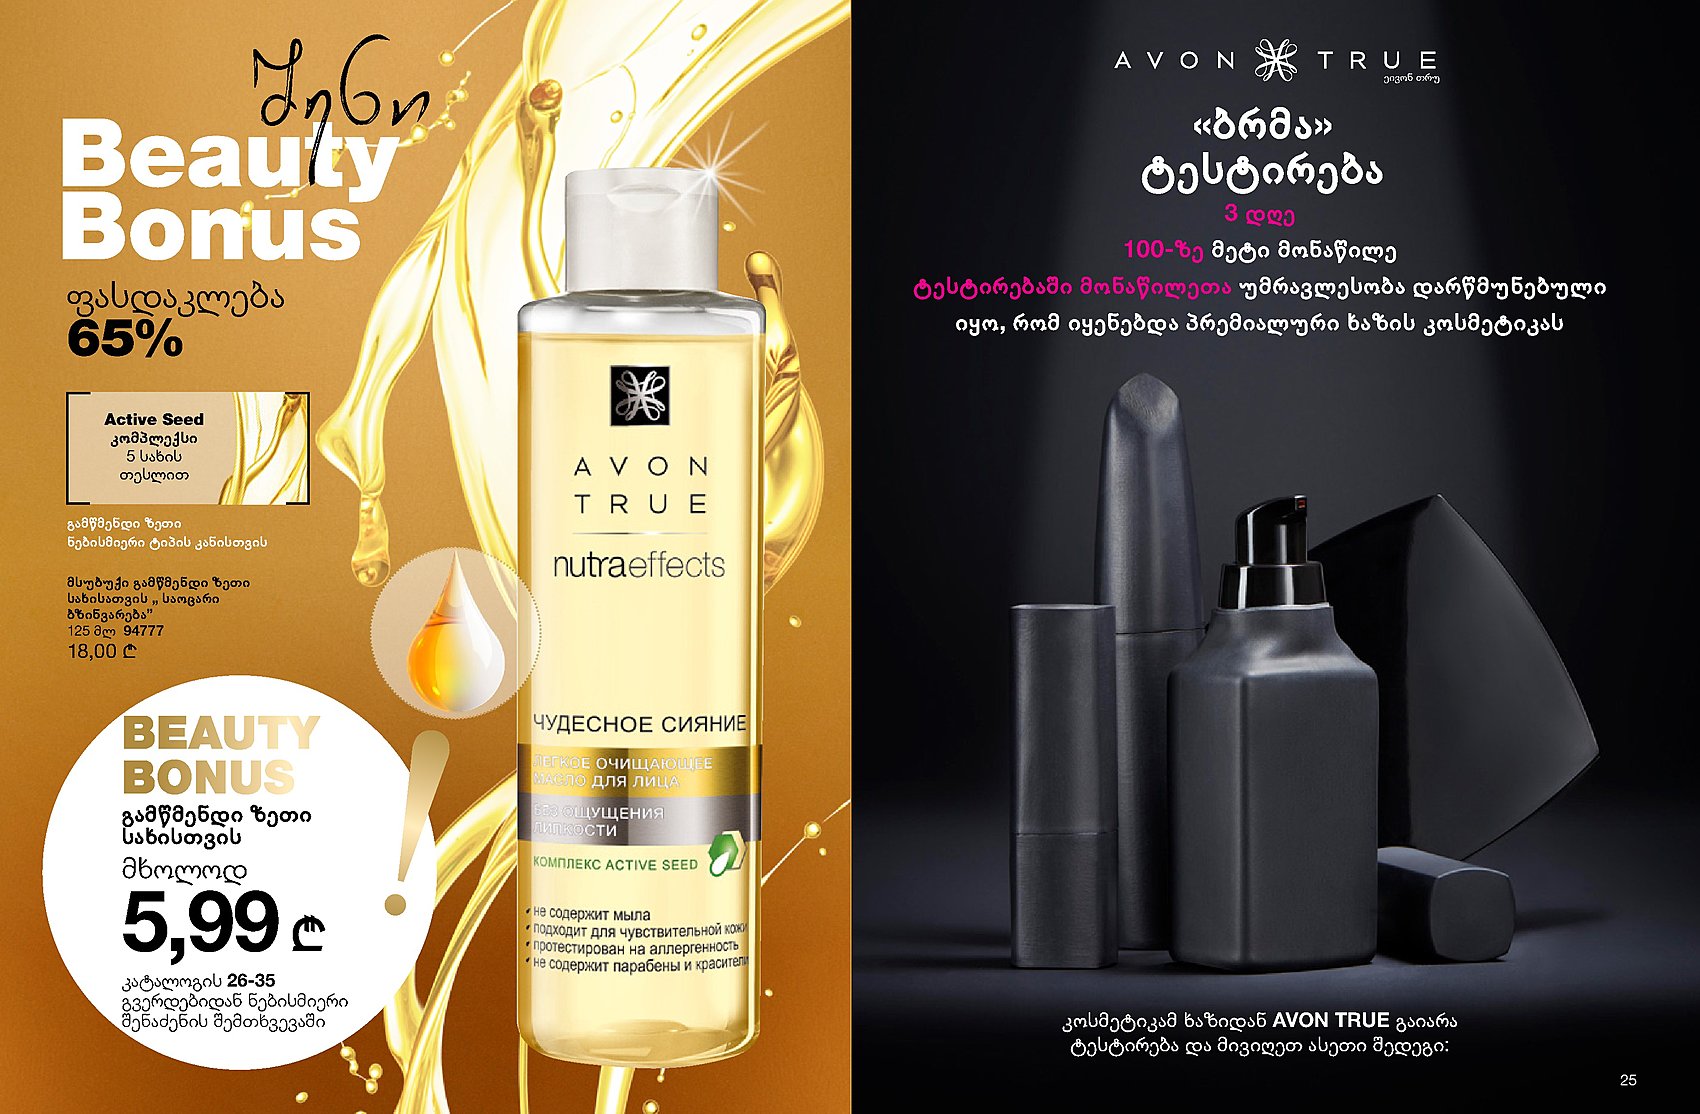 შენი
Beauty
Bonus
ფასდაკლება
65%
Active Seed
კომპლექსი
5 სახის
თესლით
გამწმენდი ზეთი
ნებისმიერი ტიპის კანისთვის
მსუბუქი გამწმენდი ზეთი
სახისათვის „ საოცარი
ბზინვარება”
125 მლ 94777
18,00 ₾
BEAUTY
BONUS
გამწმენდი ზეთი
სახისთვის
მხოლოდ
5,99 ₾
კატალოგის 26-35
გვერდებიდან ნებისმიერი
შენაძენის შემთხვევაში
AVON
TRUE
nutraeffects
ЧУДЕСНОЕ СИЯНИЕ
ЛЕГКОЕ ОЧИЩАЮЩЕЕ
МАСЛО ДЛЯ ЛИЦА
БЕЗ ОЩУЩЕНИЯ
ЛИПКОСТИ
КОМПЛЕКС ACTIVE SEED
не содержит мыла
подходит для чувствительной кожи
протестирован на аллергенность
не содержит парабены и красители
AVON TRUE
ეივონ თრუ
«ბრმა»
ტესტირება
3 დღე
100-ზე მეტი მონაწილე
ტესტირებაში მონაწილეთა უმრავლესობა დარწმუნებული
იყო, რომ იყენებდა პრემიალური ხაზის კოსმეტიკას
კოსმეტიკამ ხაზიდან AVON TRUE გაიარა
ტესტირება და მივიღეთ ასეთი შედეგი:
25